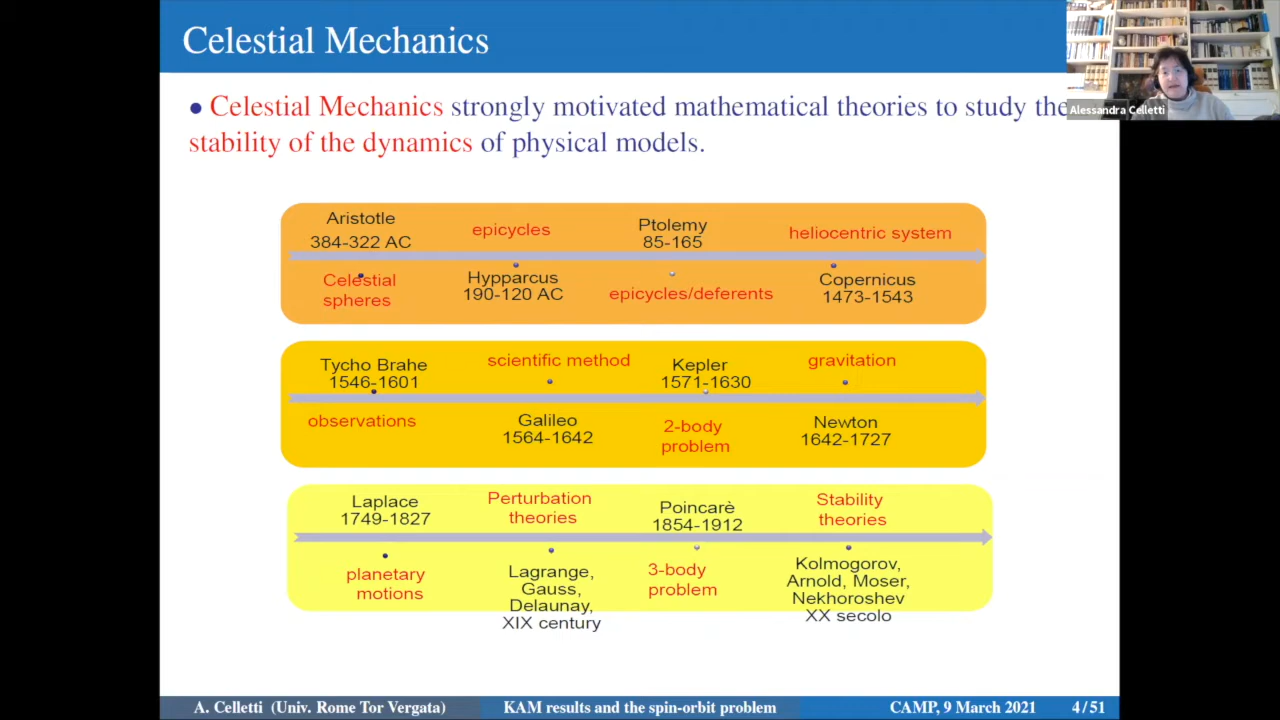 Celestial Mechanics
Alessandra Celletti
• Celestial Mechanics strongly motivated mathematical theories to study the
stability of the dynamics of physical models.
Aristotle
384-322 AC
epicycles
Ptolemy
85-165
heliocentric system
Celestial
spheres
Hypparcus
190-120 AC
epicycles/deferents
Copernicus
1473-1543
Tycho Brahe
1546-1601
scientific method
Kepler
1571-1630
gravitation
observations
Galileo
1564-1642
2-body
problem
Newton
1642-1727
Laplace
1749-1827
Perturbation
theories
Poincarè
1854-1912
Stability
theories
planetary
motions
Lagrange,
Gauss,
Delaunay,
XIX century
3-body
problem
Kolmogorov,
Arnold, Moser,
Nekhoroshev
XX secolo
A. Celletti (Univ. Rome Tor Vergata)
KAM results and the spin-orbit problem
CAMP, 9 March 2021
4/51